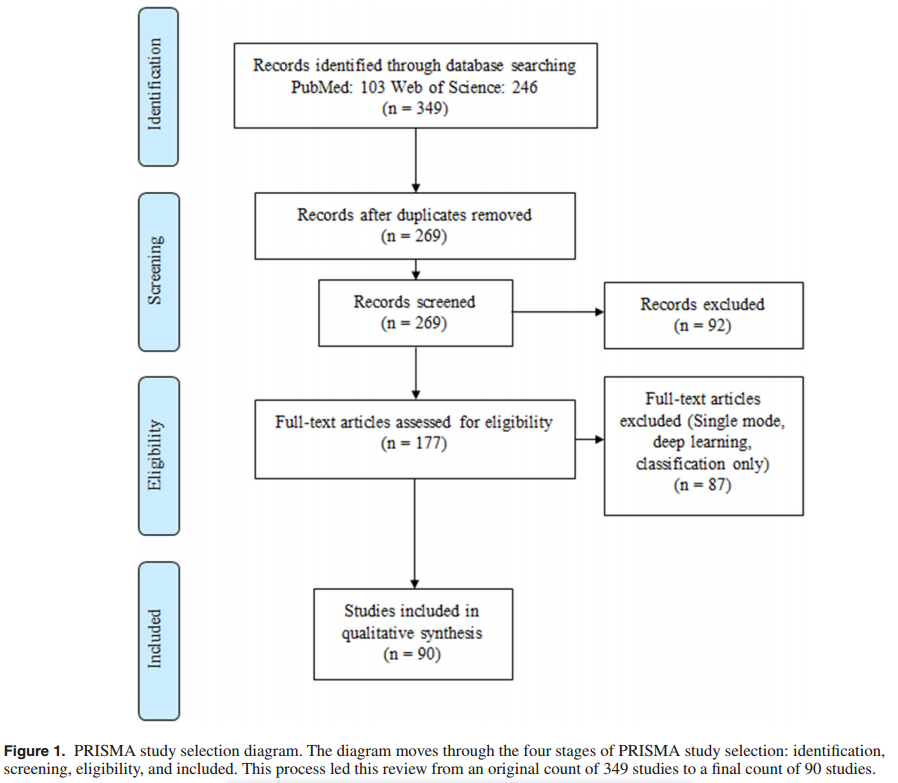 Identification
Records identified through database searching
PubMed: 103 Web of Science: 246
(n = 349)
Screening
Records after duplicates removed
(n = 269)
Records screened
(n = 269)
Records excluded
(n = 92)
Eligibility
Full-text articles assessed for eligibility
(n = 177)
Full-text articles
excluded (Single mode,
deep learning,
classification only)
(n = 87)
Included
Studies included in
qualitative synthesis
(n = 90)
Figure 1. PRISMA study selection diagram. The diagram moves through the four stages of PRISMA study selection: identification,
screening, eligibility, and included. This process led this review from an original count of 349 studies to a final count of 90 studies.